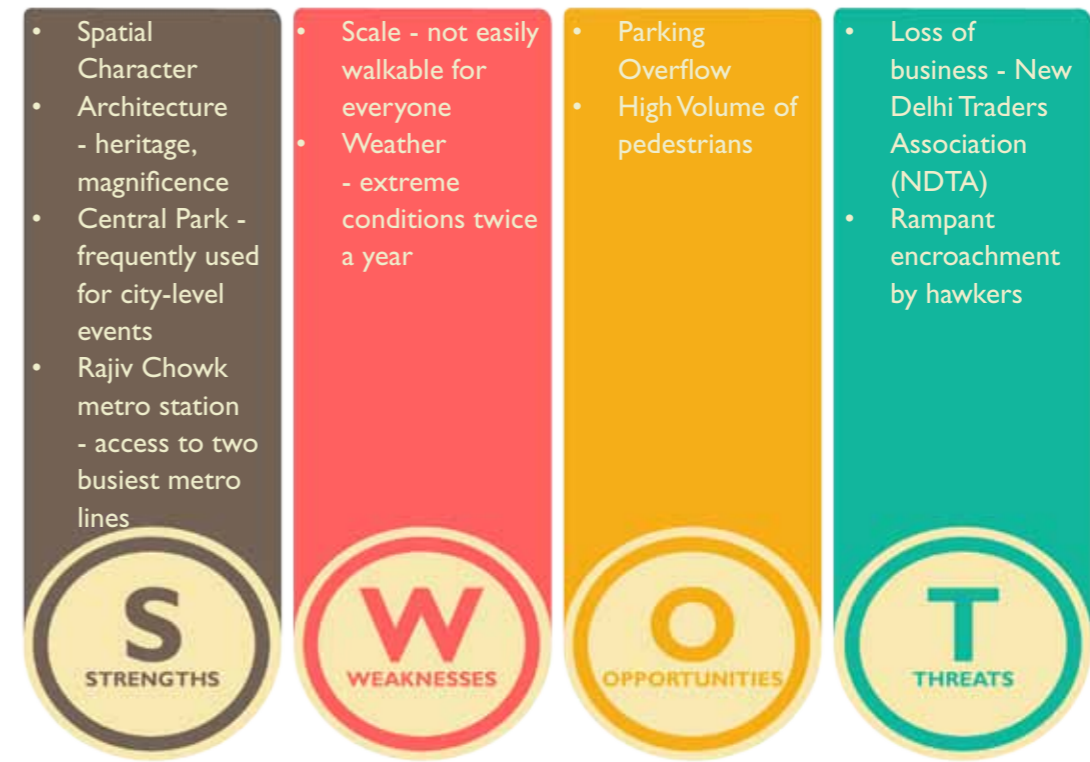 • Spatial
Character
• Architecture
- heritage,
magnificence
• Central Park -
frequently used
for city-level
events
• Rajiv Chowk
metro station
- access to two
busiest metro
lines
S
STRENGTHS
• Scale - not easily
walkable for
everyone
• Weather
- extreme
conditions twice
a year
W
WEAKNESSES
• Parking
Overflow
• High Volume of
pedestrians
O
OPPORTUNITIES
• Loss of
business - New
Delhi Traders
Association
(NDTA)
• Rampant
encroachment
by hawkers
T
THREATS